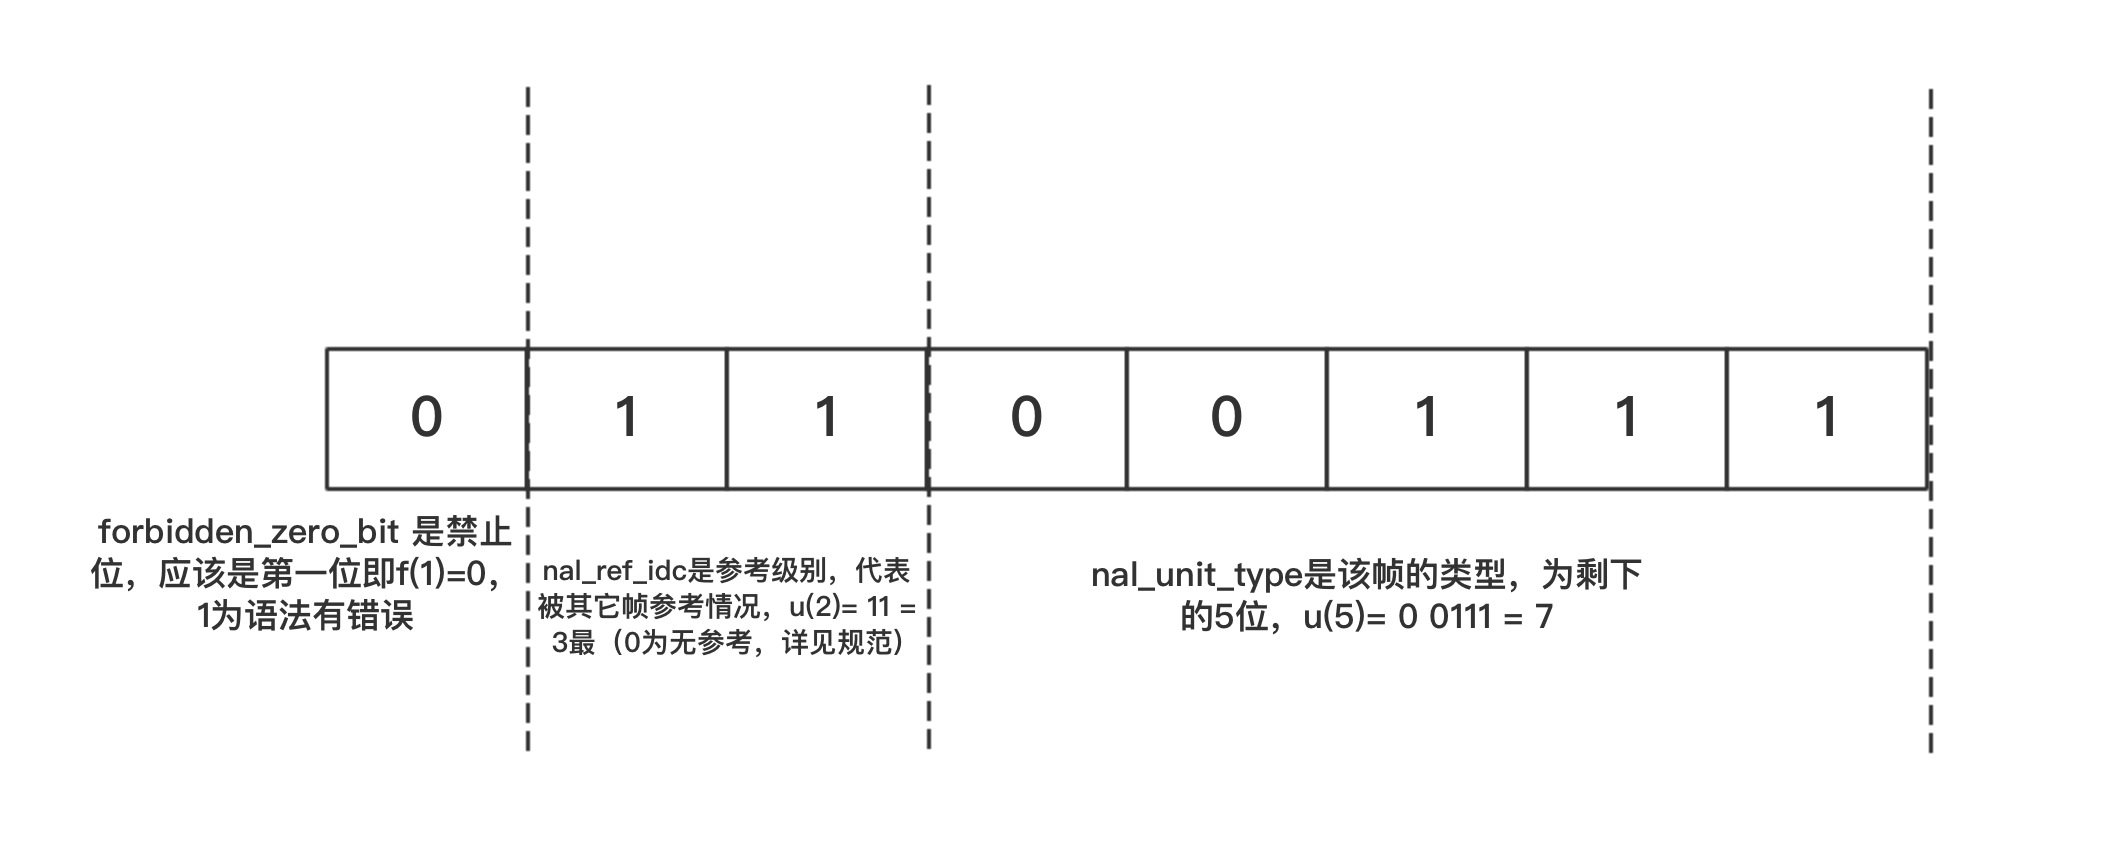 0 1 1 0 0 1 1 1
forbidden_zero_bit 是禁止
位，应该是第一位即f(1)=0，
1为语法有错误
nal_ref_idc是参考级别，代表
被其它帧参考情况，u(2)= 11 =
3最（0为无参考，详见规范）
nal_unit_type是该帧的类型，为剩下
的5位，u(5)= 0 0111 = 7